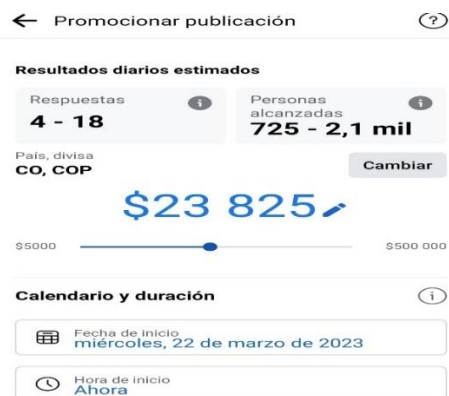 Promocionar publicación
Resultados diarios estimados
Respuestas
4 - 18
Personas
alcanzadas
725 - 2,1 mil
País, divisa
CO, COP
Cambiar
$23 825
$5000
$500 000
Calendario y duración
Fecha de inicio
miércoles, 22 de marzo de 2023
Hora de inicio
Ahora